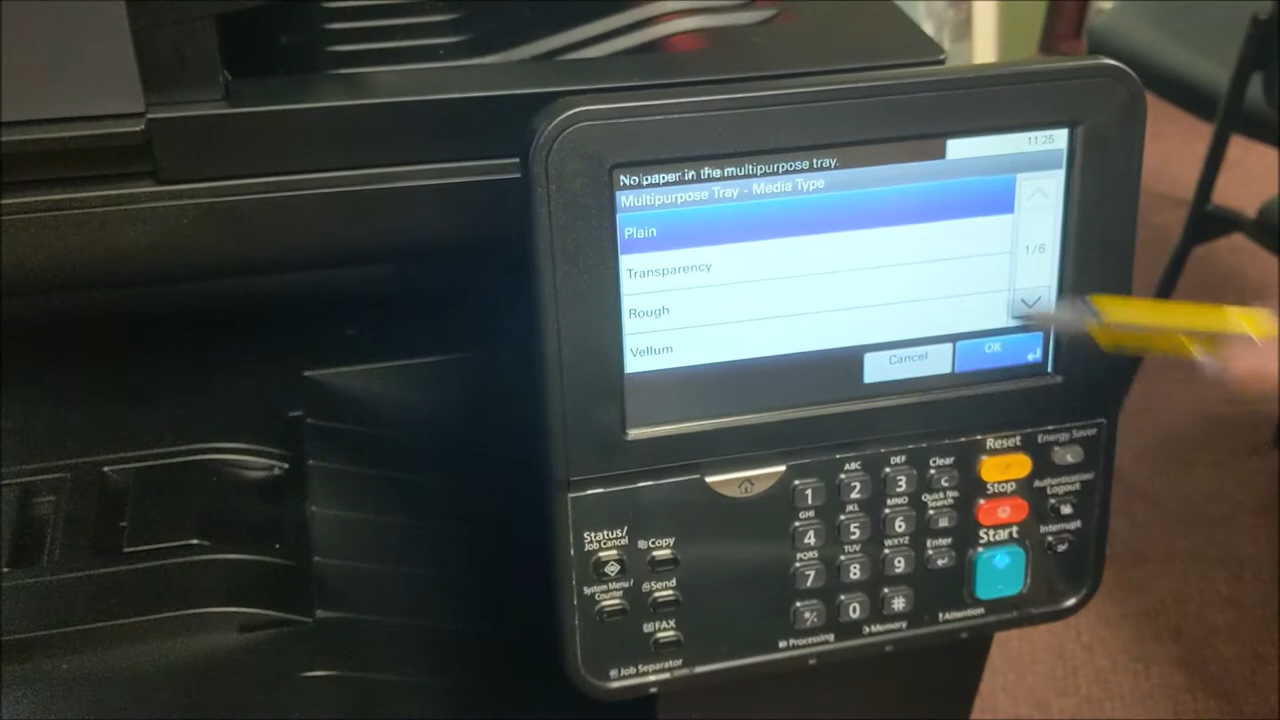 11:25
No paper in the multipurpose tray.
Multipurpose Tray - Media Type
Plain
1/6
Transparency
Rough
Vellum
Cancel
OK
Reset
Energy Saver
Stop
Authentication/
Logout
Start
Interrupt
ABC
DEF
Clear
1
2
3
C
GHI
JKL
MNO
Quick No.
Search
4
5
6
PQRS
TUV
WXYZ
Enter
7
8
9
0
#
Status/
Job Cancel
Copy
System Menu /
Counter
Send
FAX
Job Separator
Processing
Memory
Attention